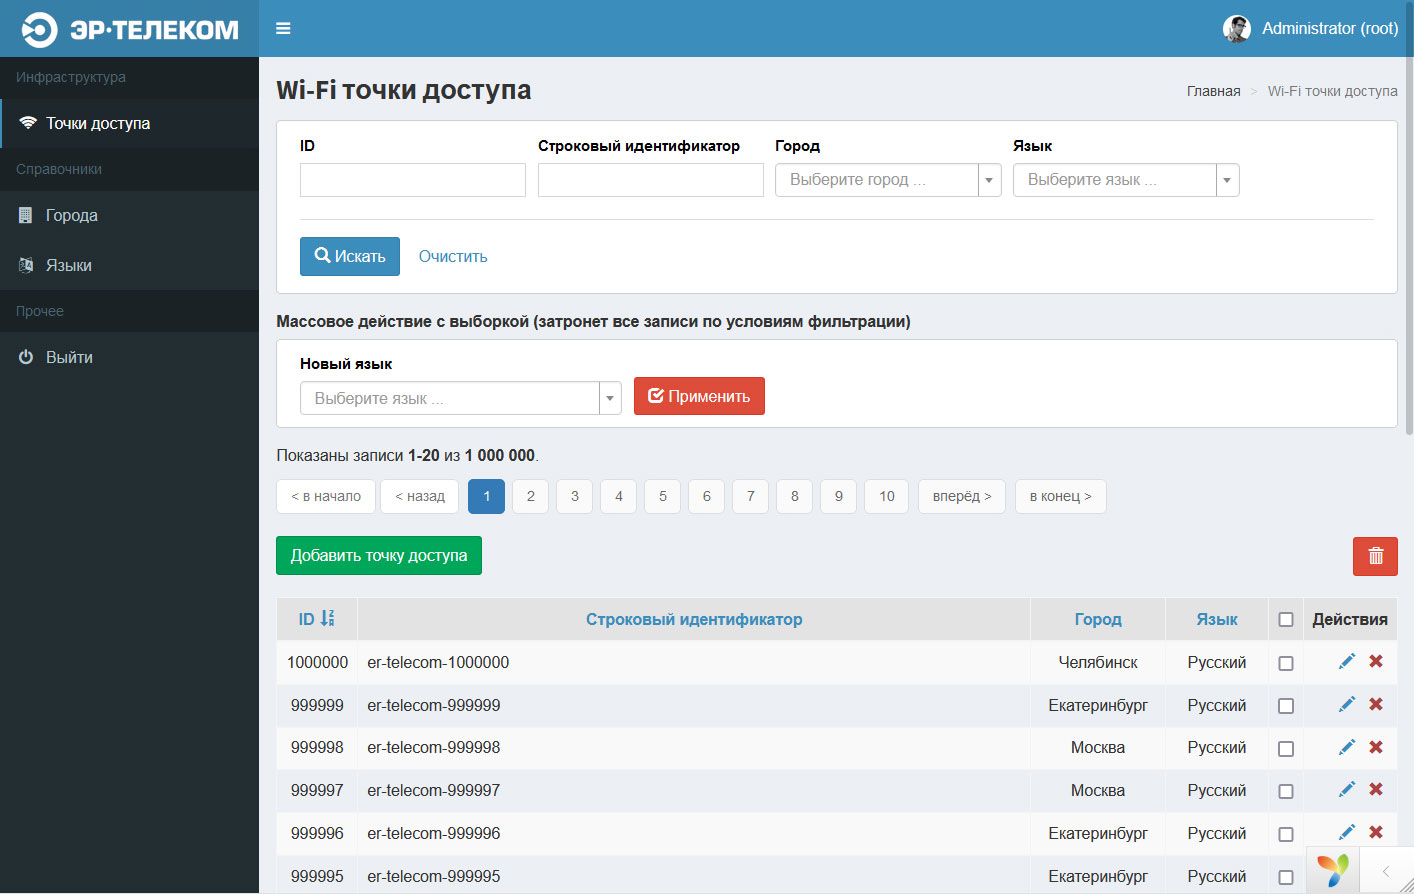 ЭР·ТЕЛЕКОМ
Administrator (root)
Инфраструктура
Точки доступа
Справочники
Города
Языки
Прочее
Выйти
Wi-Fi точки доступа
Главная > Wi-Fi точки доступа
ID Строковый идентификатор Город Язык
Выберите город ... Выберите язык ...
Искать Очистить
Массовое действие с выборкой (затронет все записи по условиям фильтрации)
Новый язык
Выберите язык ... Применить
Показаны записи 1-20 из 1 000 000.
< в начало < назад 1 2 3 4 5 6 7 8 9 10 вперёд > в конец >
Добавить точку доступа
ID Строковый идентификатор Город Язык Действия
1000000 er-telecom-1000000 Челябинск Русский
999999 er-telecom-999999 Екатеринбург Русский
999998 er-telecom-999998 Москва Русский
999997 er-telecom-999997 Москва Русский
999996 er-telecom-999996 Екатеринбург Русский
999995 er-telecom-999995 Екатеринбург Русский